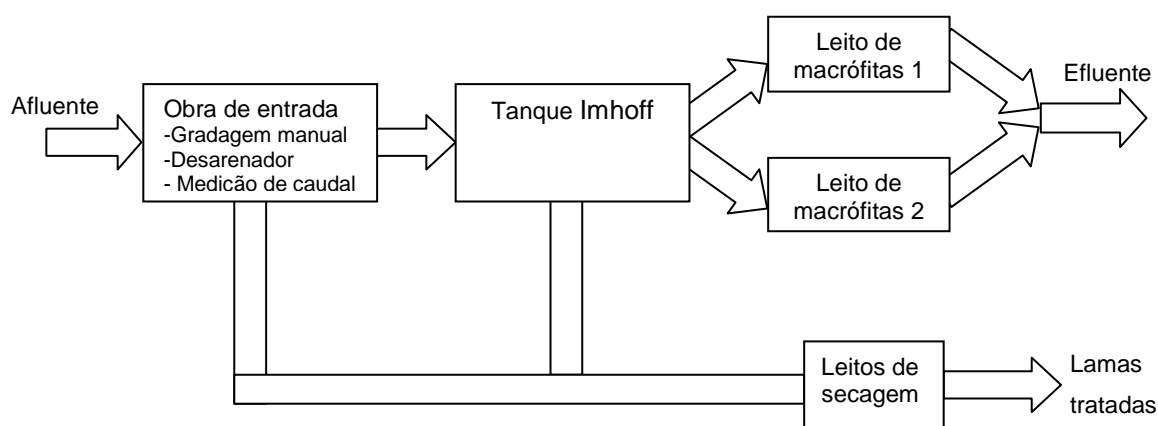 Afluente
Obra de entrada
-Gradagem manual
-Desarenador
- Medicão de caudal
Tanque Imhoff
Leito de
macrófitas 1
Leito de
macrófitas 2
Efluente
Leitos de
secagem
Lamas
tratadas